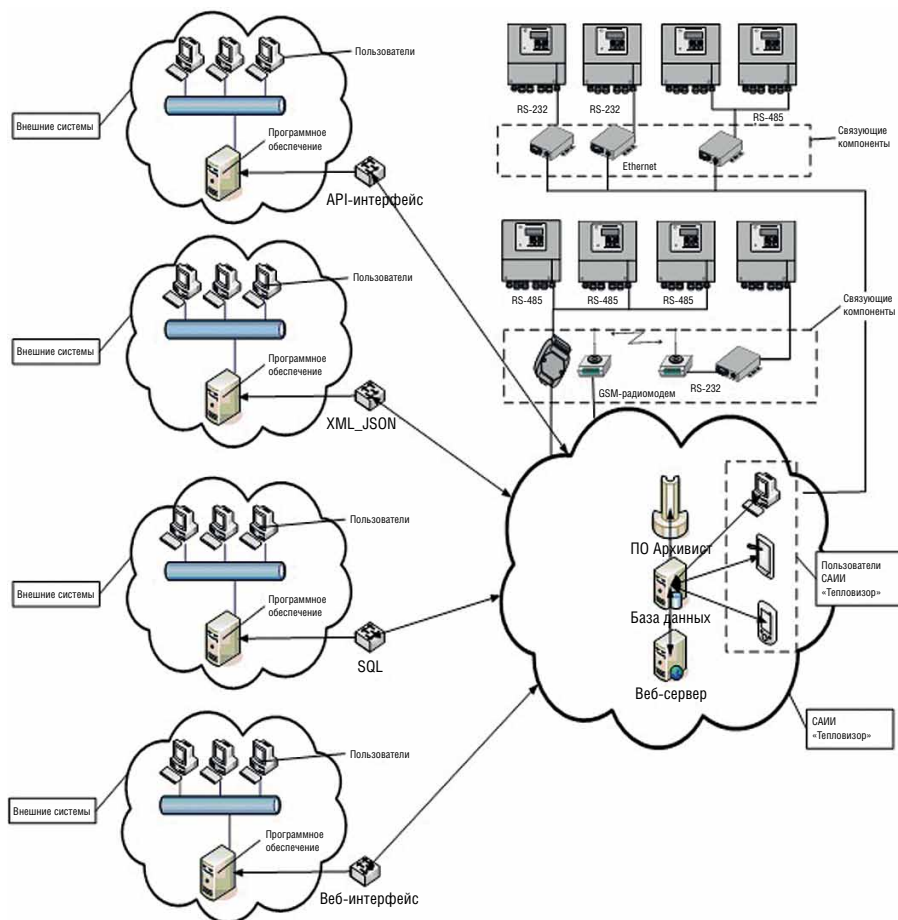 Пользователи
Внешние системы
Программное
обеспечение
API-интерфейс
RS-232
RS-232
RS-485
Связующие
компоненты
Ethernet
Пользователи
Внешние системы
Программное
обеспечение
XML_JSON
RS-485
RS-485
RS-485
Связующие
компоненты
RS-232
GSM-радиомодем
Пользователи
Внешние системы
Программное
обеспечение
SQL
ПО Архивист
База данных
Веб-сервер
Пользователи
САИИ
«Тепловизор»
САИИ
«Тепловизор»
Пользователи
Внешние системы
Программное
обеспечение
Веб-интерфейс